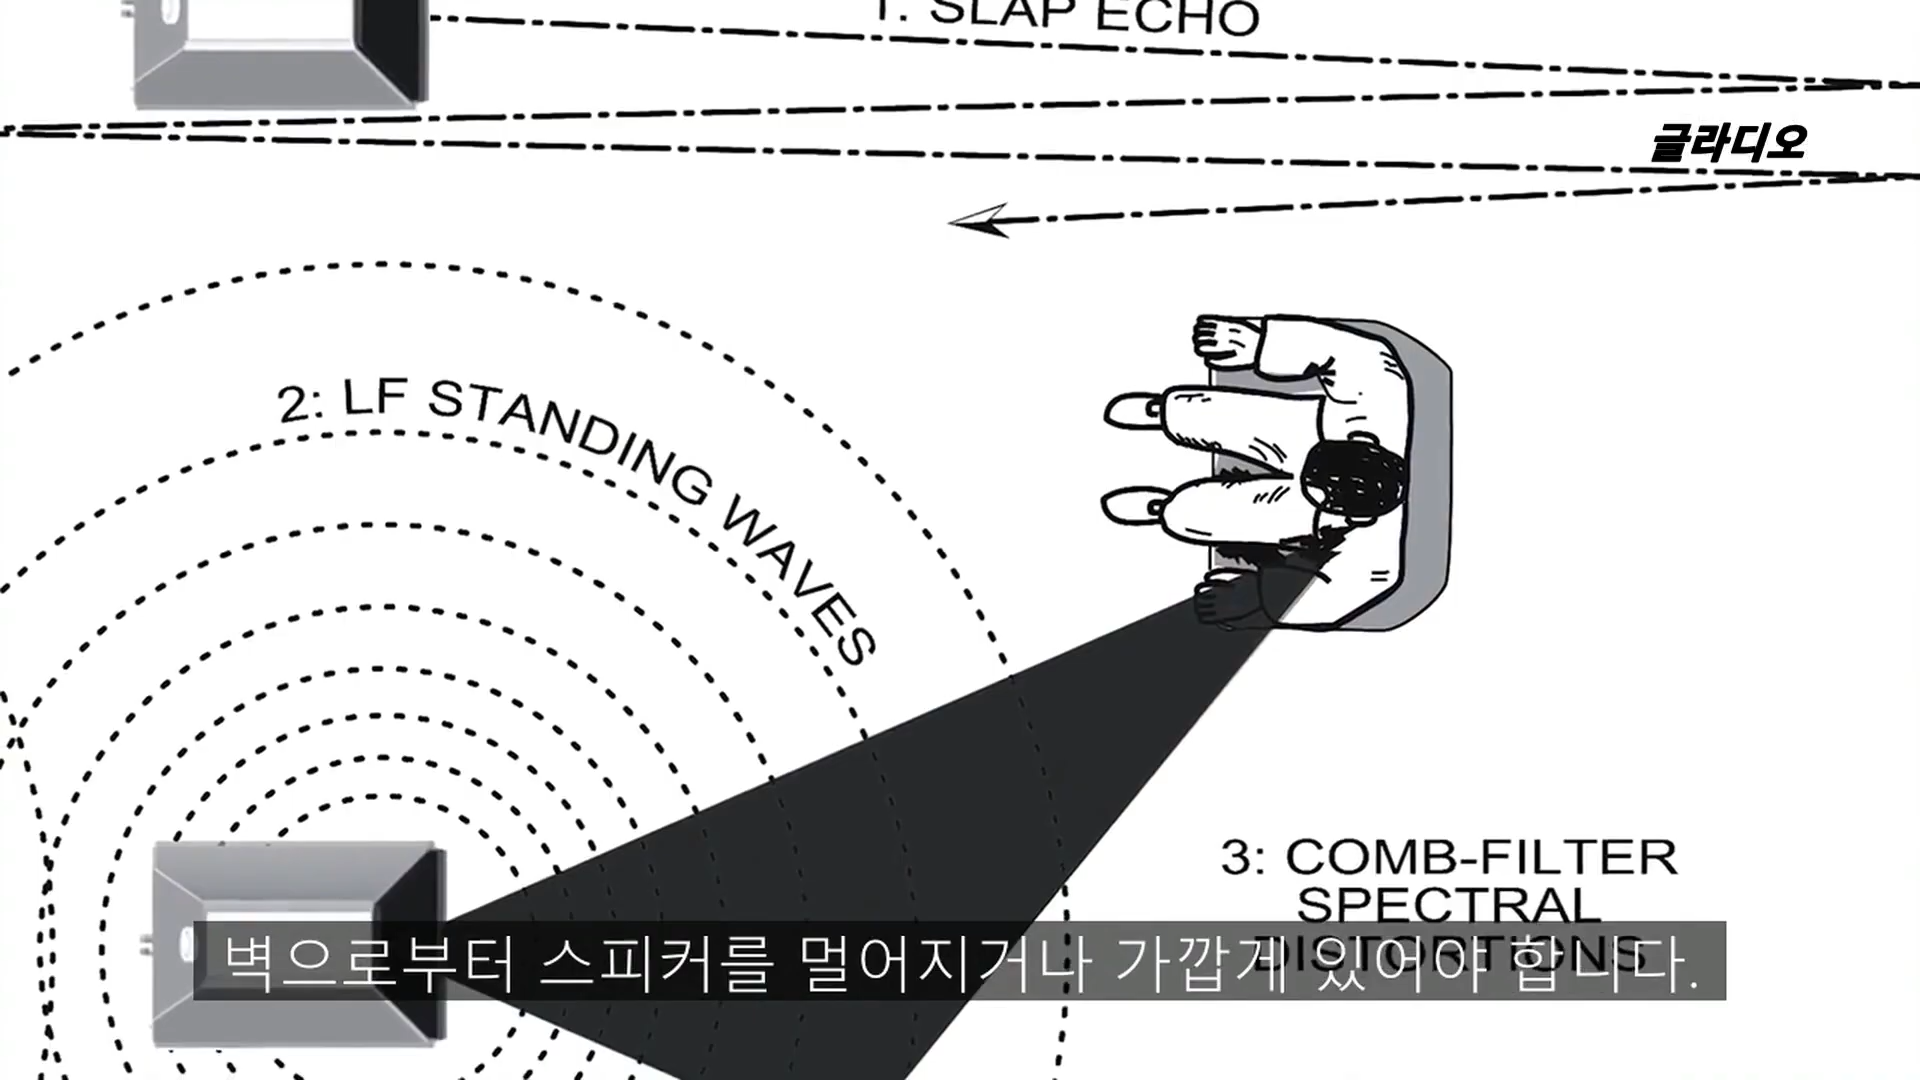 1. SLAP ECHO
글라디오
2: LF STANDING WAVES
3: COMB-FILTER
SPECTRAL
DISTORTIONS
벽으로부터 스피커를 멀어지거나 가깝게 있어야 합니다.